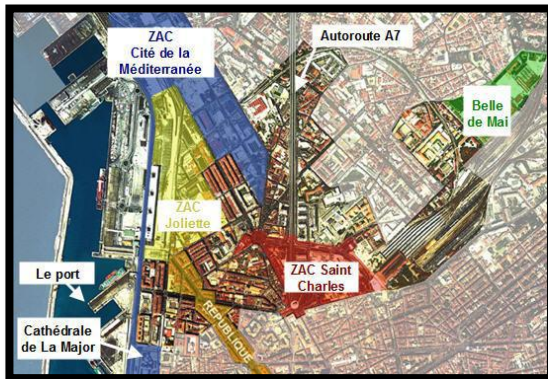 ZAC
Cité de la
Méditerranée
Autoroute A7
Belle
de Mai
ZAC
Joliette
ZAC Saint
Charles
Le port
RÉPUBLIQUE
Cathédrale
de La Major